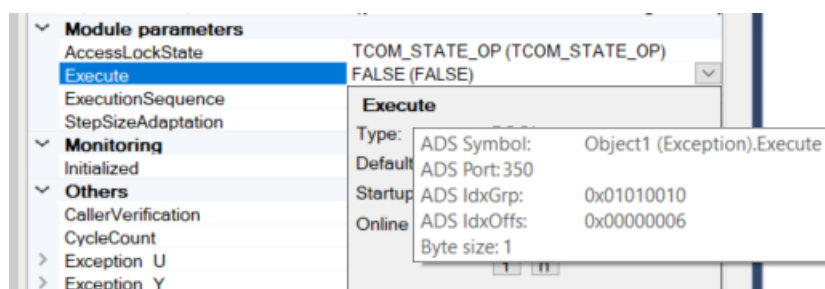 Module parameters
AccessLockState TCOM_STATE_OP (TCOM_STATE_OP)
Execute FALSE (FALSE)
ExecutionSequence Execute
StepSizeAdaptation Type:
Monitoring ADS Symbol: Object1 (Exception).Execute
Initialized Default ADS Port: 350
Others Startup ADS IdxGrp: 0x01010010
CallerVerification Online ADS IdxOffs: 0x00000006
CycleCount Byte size: 1
Exception_U
Exception_Y